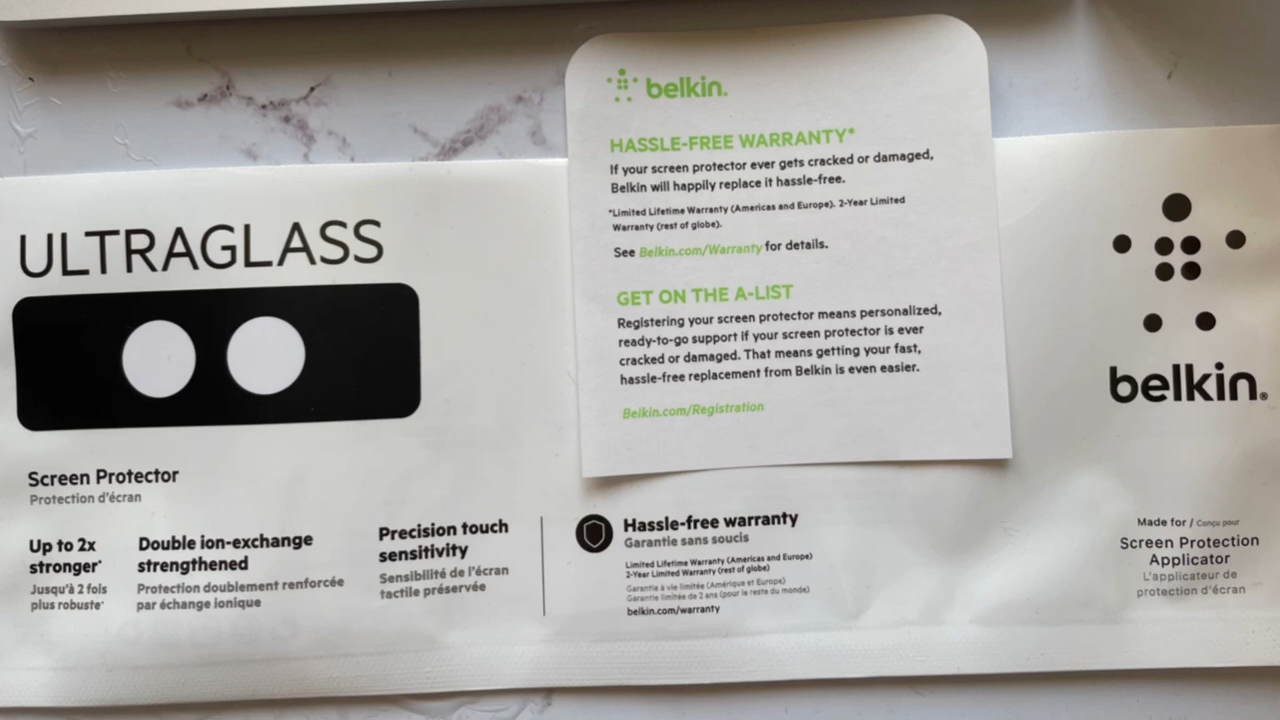 belkin.
HASSLE-FREE WARRANTY*
If your screen protector ever gets cracked or damaged,
Belkin will happily replace it hassle-free.
*Limited Lifetime Warranty (Americas and Europe). 2-Year Limited
Warranty (rest of globe).
See Belkin.com/Warranty for details.
GET ON THE A-LIST
Registering your screen protector means personalized,
ready-to-go support if your screen protector is ever
cracked or damaged. That means getting your fast,
hassle-free replacement from Belkin is even easier.
Belkin.com/Registration
ULTRAGLASS
Screen Protector
Protection d'écran
Up to 2x
stronger*
Jusqu'à 2 fois
plus robuste*
Double ion-exchange
strengthened
Protection doublement renforcée
par échange ionique
Precision touch
sensitivity
Sensibilité de l'écran
tactile préservée
Hassle-free warranty
Garantie sans soucis
Limited Lifetime Warranty (Americas and Europe)
2-Year Limited Warranty (rest of globe)
Garantie à vie limitée (Amérique et Europe)
Garantie limitée de 2 ans (pour le reste du monde)
belkin.com/warranty
belkin®
Made for / Conçu pour
Screen Protection
Applicator
L'applicateur de
protection d'écran